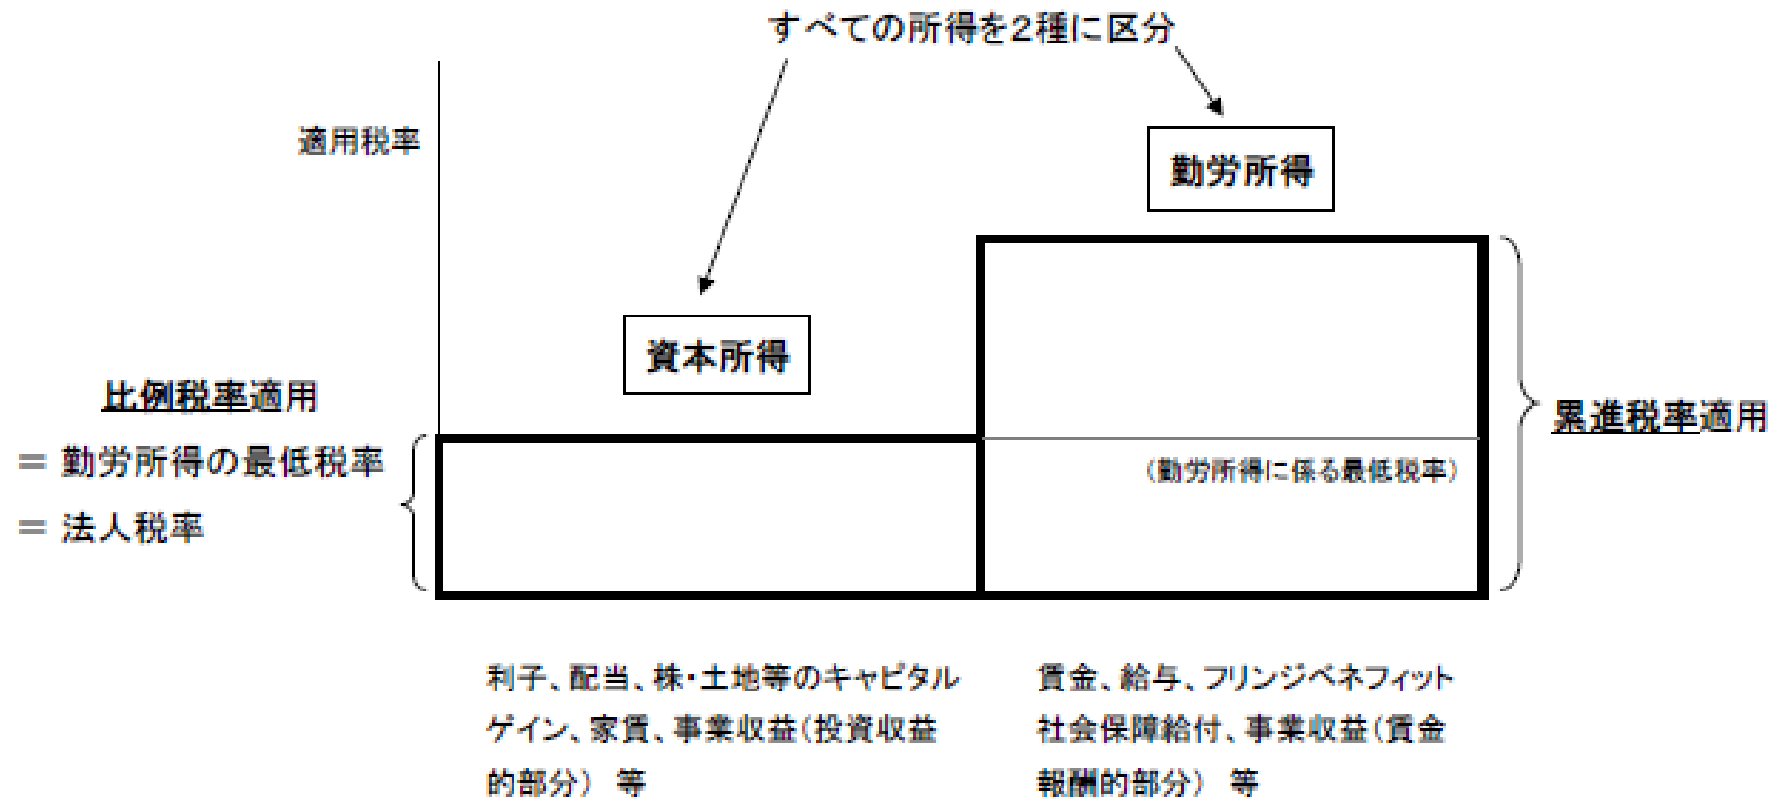 すべての所得を2種に区分
適用税率
勤労所得
資本所得
比例税率適用
＝ 勤労所得の最低税率
＝ 法人税率
累進税率適用
（勤労所得に係る最低税率）
利子、配当、株・土地等のキャピタル
ゲイン、家賃、事業収益（投資収益
的部分） 等
賃金、給与、フリンジベネフィット
社会保障給付、事業収益（賃金
報酬的部分） 等